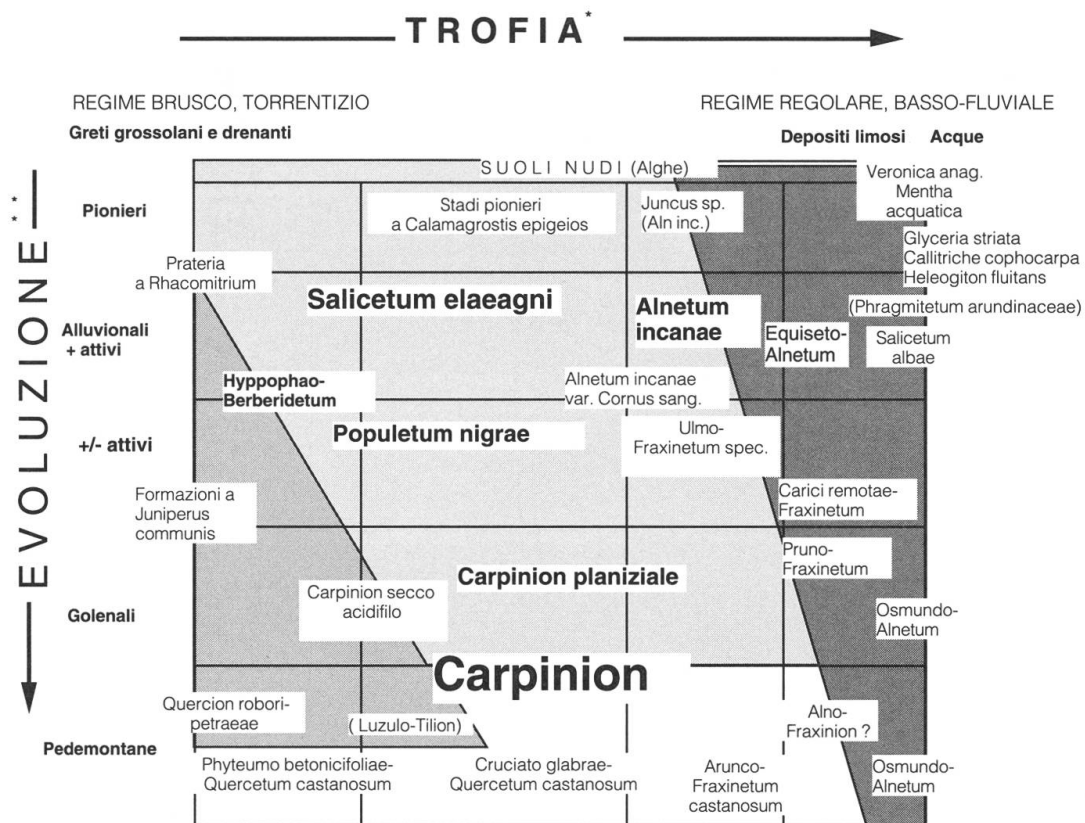 TROFIA*
REGIME BRUSCO, TORRENTIZIO
REGIME REGOLARE, BASSO-FLUVIALE
Greti grossolani e drenanti
Depositi limosi
Acque
EVOLUZIONE**
SUOLI NUDI (Alghe)
Veronica anag.
Mentha
acquatica
Pionieri
Stadi pionieri
a Calamagrostis epigeios
Juncus sp.
(Aln inc.)
Glyceria striata
Callitriche cophocarpa
Heleogiton fluitans
Prateria
a Rhacomitrium
Salicetum elaeagni
Alnetum
incanae
(Phragmitetum arundinaceae)
Alluvionali
+ attivi
Equiseto-
Alnetum
Salicetum
albae
Hyppophao-
Berberidetum
Alnetum incanae
var. Cornus sang.
+/- attivi
Populetum nigrae
Ulmo-
Fraxinetum spec.
Formazioni a
Juniperus
communis
Carici remotae-
Fraxinetum
Pruno-
Fraxinetum
Carpinion planiziale
Carpinion secco
acidifilo
Golenali
Osmundo-
Alnetum
Carpinion
Quercion robori-
petraeae
(Luzulo-Tilion)
Alno-
Fraxinion ?
Pedemontane
Phyteumo betonicifoliae-
Quercetum castanosum
Cruciato glabrae-
Quercetum castanosum
Arunco-
Fraxinetum
castanosum
Osmundo-
Alnetum